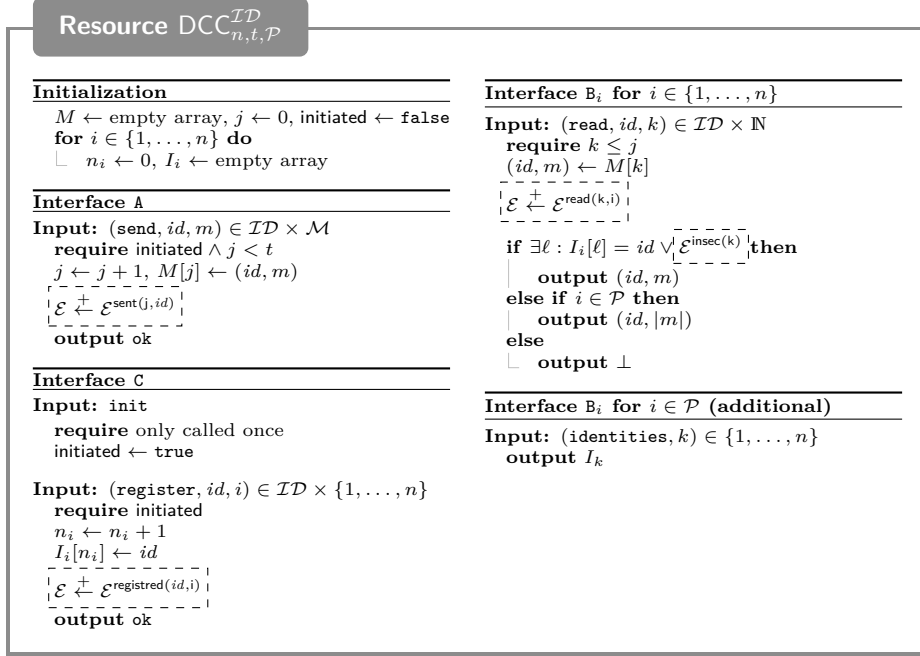 Resource DCC^{ID}_{n,t,P}
Initialization
M ← empty array, j ← 0, initiated ← false
for i ∈ {1, . . . , n} do
n_i ← 0, I_i ← empty array
Interface A
Input: (send, id, m) ∈ ID × M
require initiated ∧ j < t
j ← j + 1, M[j] ← (id, m)
E +← E^{sent(j,id)}
output ok
Interface C
Input: init
require only called once
initiated ← true
Input: (register, id, i) ∈ ID × {1, . . . , n}
require initiated
n_i ← n_i + 1
I_i[n_i] ← id
E +← E^{registred(id,i)}
output ok
Interface B_i for i ∈ {1, . . . , n}
Input: (read, id, k) ∈ ID × ℕ
require k ≤ j
(id, m) ← M[k]
E +← E^{read(k,i)}
if ∃ℓ : I_i[ℓ] = id ∨ E^{insec(k)} then
output (id, m)
else if i ∈ P then
output (id, |m|)
else
output ⊥
Interface B_i for i ∈ P (additional)
Input: (identities, k) ∈ {1, . . . , n}
output I_k